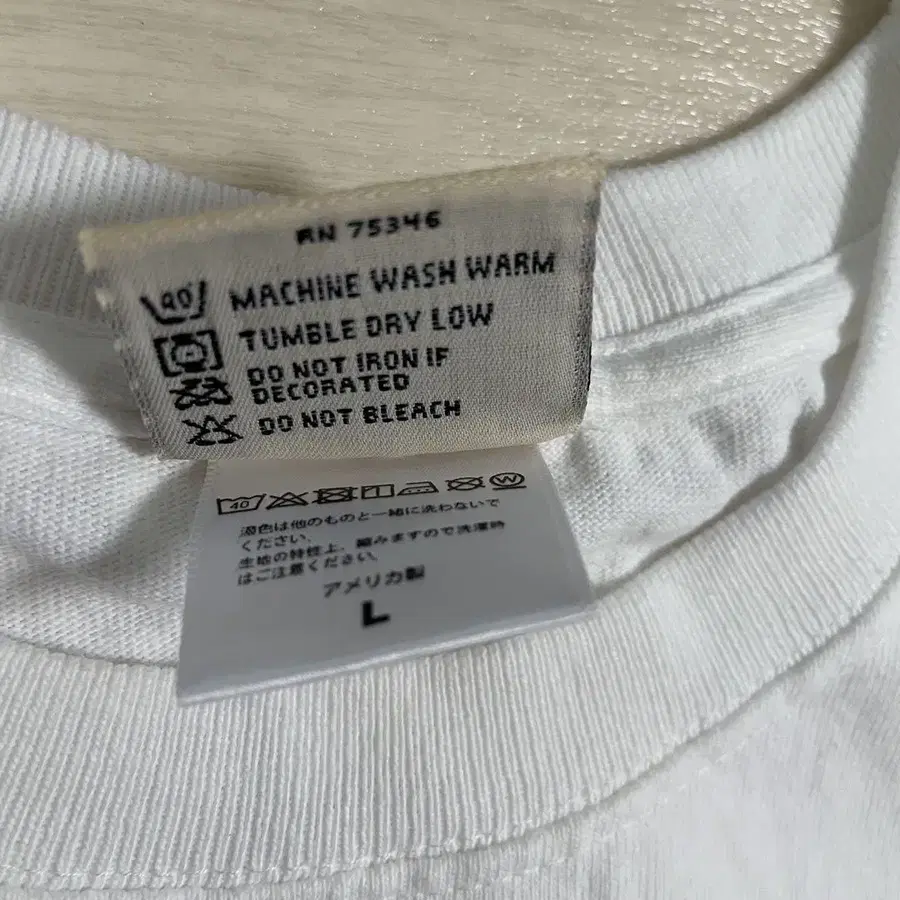 RN 75346
40 MACHINE WASH WARM
TUMBLE DRY LOW
DO NOT IRON IF
DECORATED
DO NOT BLEACH
40 W
濃色は他のものと一緒に洗わないで
ください。
生地の特性上、縮みますので洗濯時
はご注意ください。
アメリカ製
L